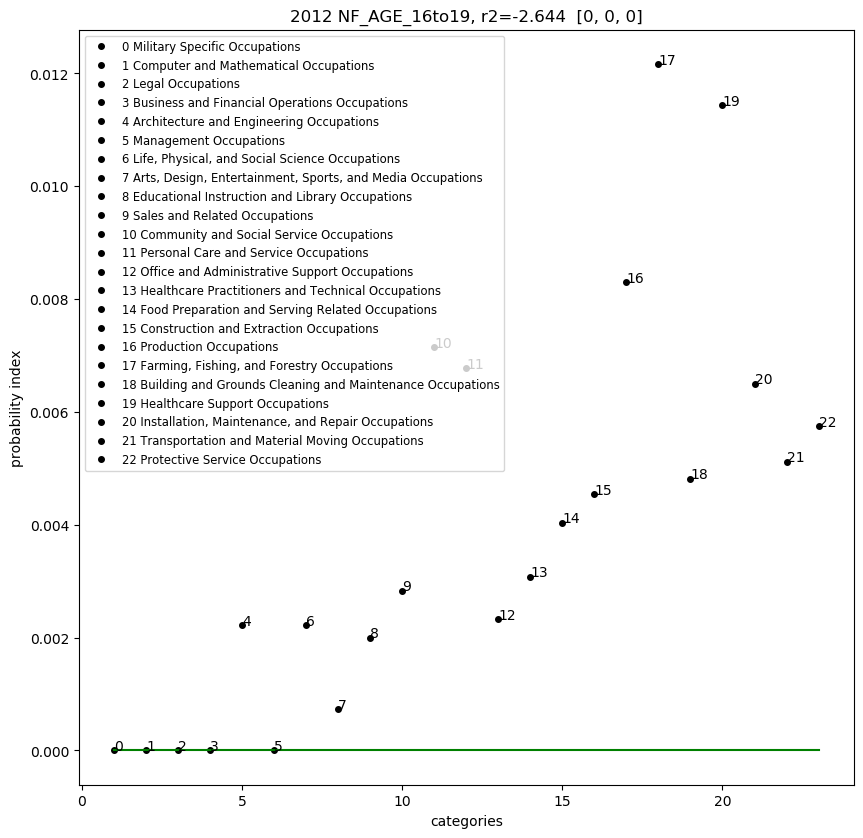 2012 NF_AGE_16to19, r2=-2.644  [0, 0, 0]
0 Military Specific Occupations
1 Computer and Mathematical Occupations
2 Legal Occupations
3 Business and Financial Operations Occupations
4 Architecture and Engineering Occupations
5 Management Occupations
6 Life, Physical, and Social Science Occupations
7 Arts, Design, Entertainment, Sports, and Media Occupations
8 Educational Instruction and Library Occupations
9 Sales and Related Occupations
10 Community and Social Service Occupations
11 Personal Care and Service Occupations
12 Office and Administrative Support Occupations
13 Healthcare Practitioners and Technical Occupations
14 Food Preparation and Serving Related Occupations
15 Construction and Extraction Occupations
16 Production Occupations
17 Farming, Fishing, and Forestry Occupations
18 Building and Grounds Cleaning and Maintenance Occupations
19 Healthcare Support Occupations
20 Installation, Maintenance, and Repair Occupations
21 Transportation and Material Moving Occupations
22 Protective Service Occupations
17
19
16
10
11
20
22
21
18
15
14
13
12
9
4
6
8
7
0
1
2
3
5
0.012
0.010
0.008
0.006
0.004
0.002
0.000
probability index
0
5
10
15
20
categories